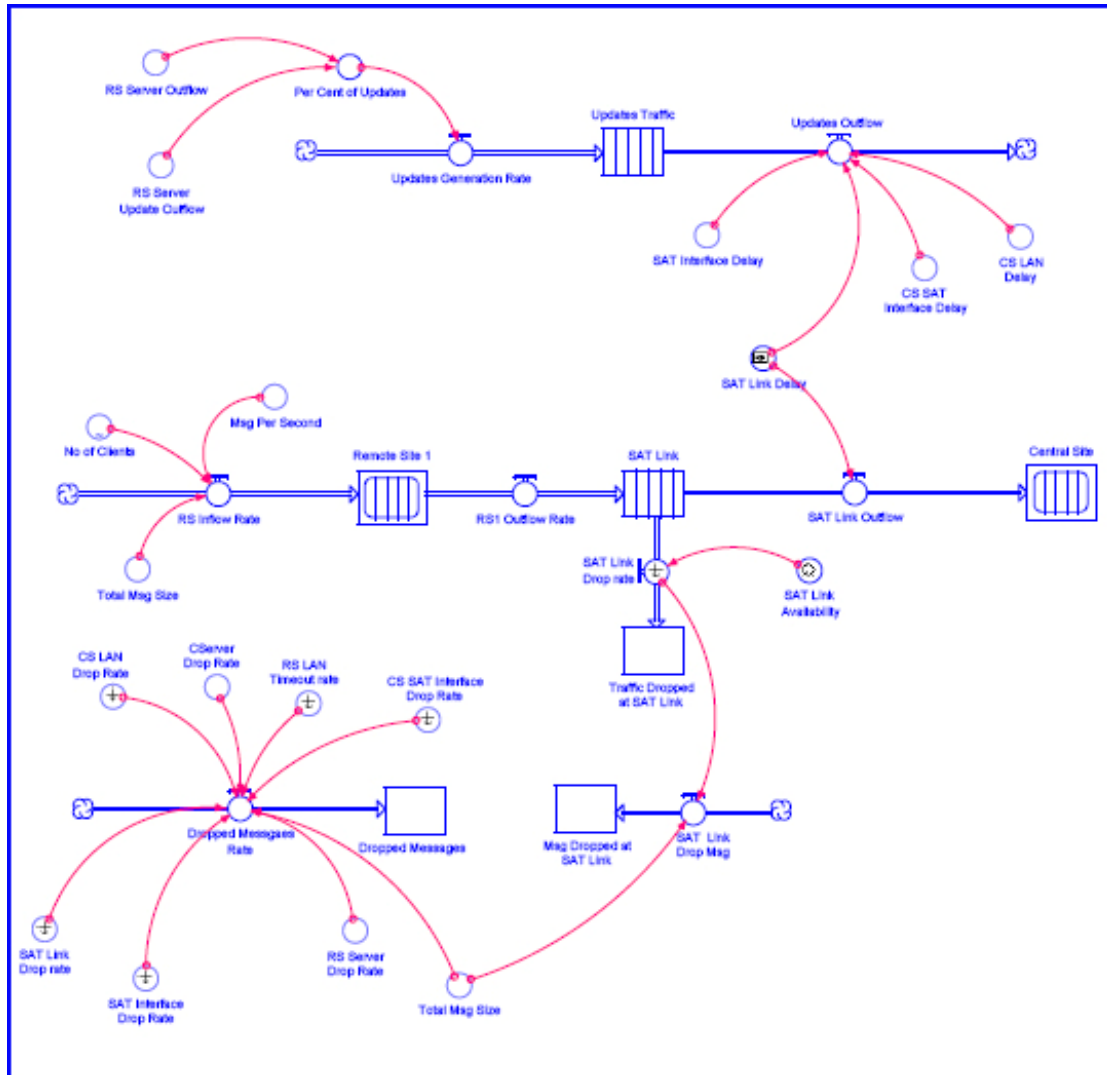 RS Server Outflow
Per Cent of Updates
Updates Traffic
Updates Outflow
Updates Generation Rate
RS Server
Update Outflow
SAT Interface Delay
CS SAT
Interface Delay
CS LAN
Delay
SAT Link Delay
Msg Per Second
No of Clients
Remote Site 1
SAT Link
Central Site
RS Inflow Rate
RS1 Outflow Rate
SAT Link Outflow
Total Msg Size
SAT Link
Drop rate
SAT Link
Availability
Traffic Dropped
at SAT Link
CS LAN
Drop Rate
CServer
Drop Rate
RS LAN
Timeout rate
CS SAT Interface
Drop Rate
Dropped Messgaes
Rate
Dropped Messages
Msg Dropped at
SAT Link
SAT Link
Drop Msg
SAT Link
Drop rate
SAT Interface
Drop Rate
RS Server
Drop Rate
Total Msg Size